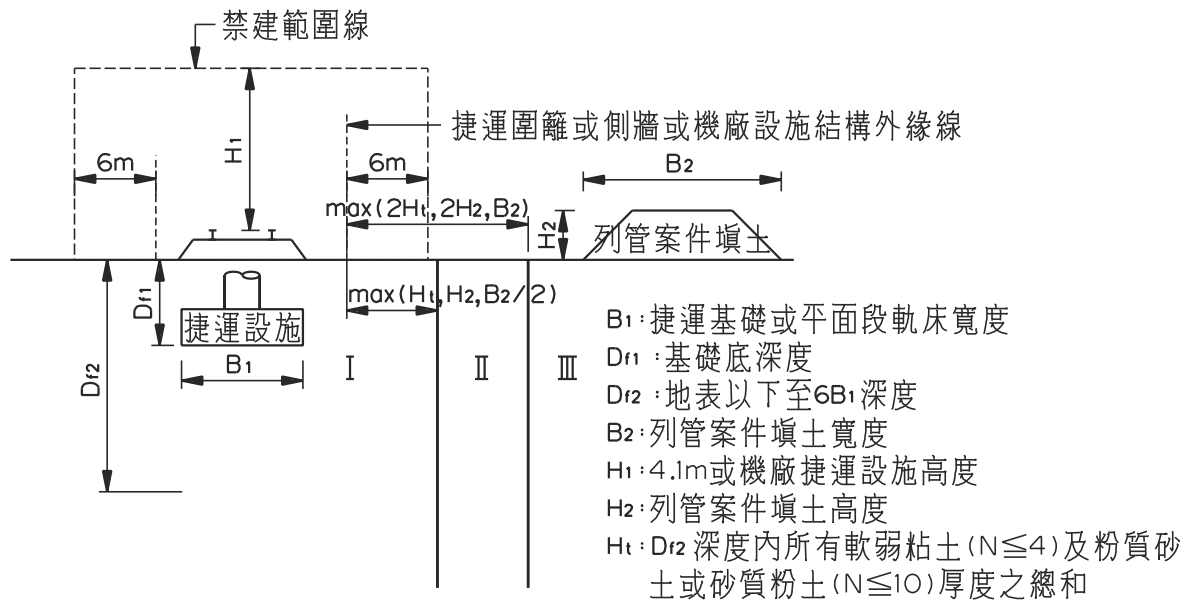 禁建範圍線
捷運圍籬或側牆或機廠設施結構外緣線
6m
H1
6m
B2
max(2Ht,2H2,B2)
H2
列管案件塡土
Df1
max(Ht,H2,B2/2)
捷運設施
Df2
B1
I
II
III
B1:捷運基礎或平面段軌床寬度
Df1:基礎底深度
Df2:地表以下至6B1深度
B2:列管案件塡土寬度
H1:4.1m或機廠捷運設施高度
H2:列管案件塡土高度
Ht:Df2深度內所有軟弱粘土(N≦4)及粉質砂
土或砂質粉土(N≦10)厚度之總和